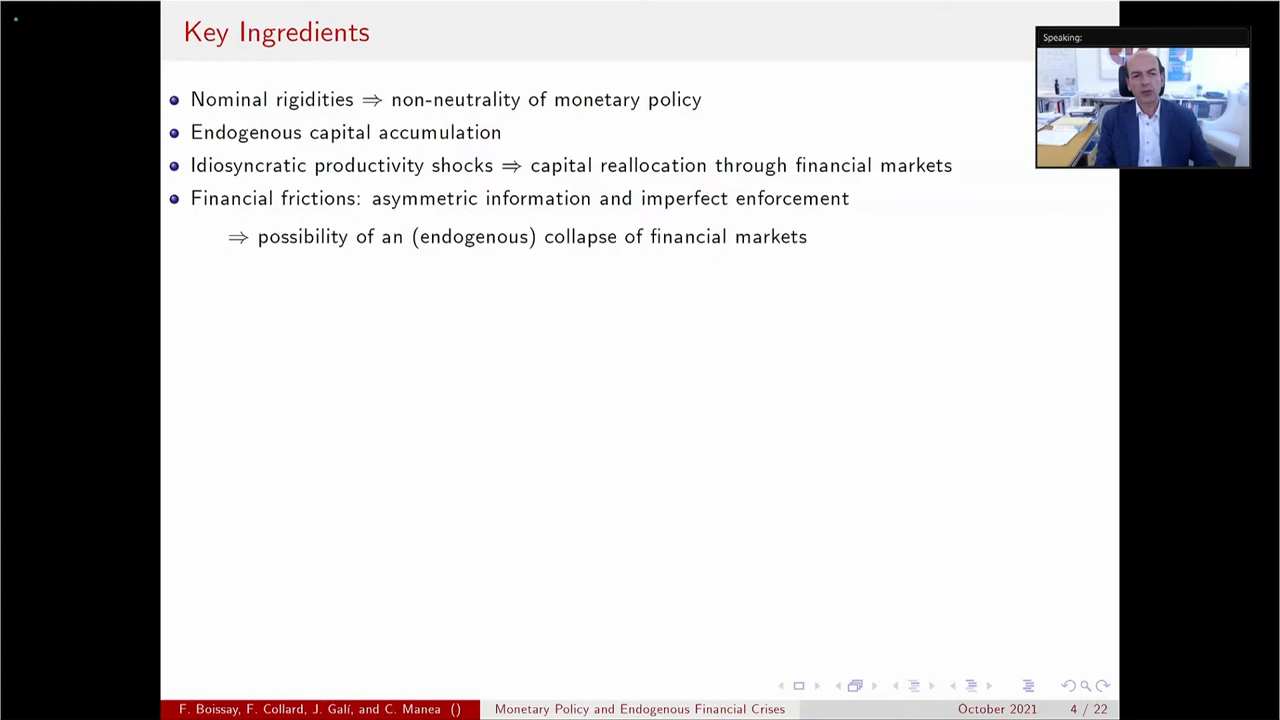 Key Ingredients
Speaking:
Nominal rigidities ⇒ non-neutrality of monetary policy
Endogenous capital accumulation
Idiosyncratic productivity shocks ⇒ capital reallocation through financial markets
Financial frictions: asymmetric information and imperfect enforcement
⇒ possibility of an (endogenous) collapse of financial markets
F. Boissay, F. Collard, J. Galí, and C. Manea () Monetary Policy and Endogenous Financial Crises October 2021 4 / 22